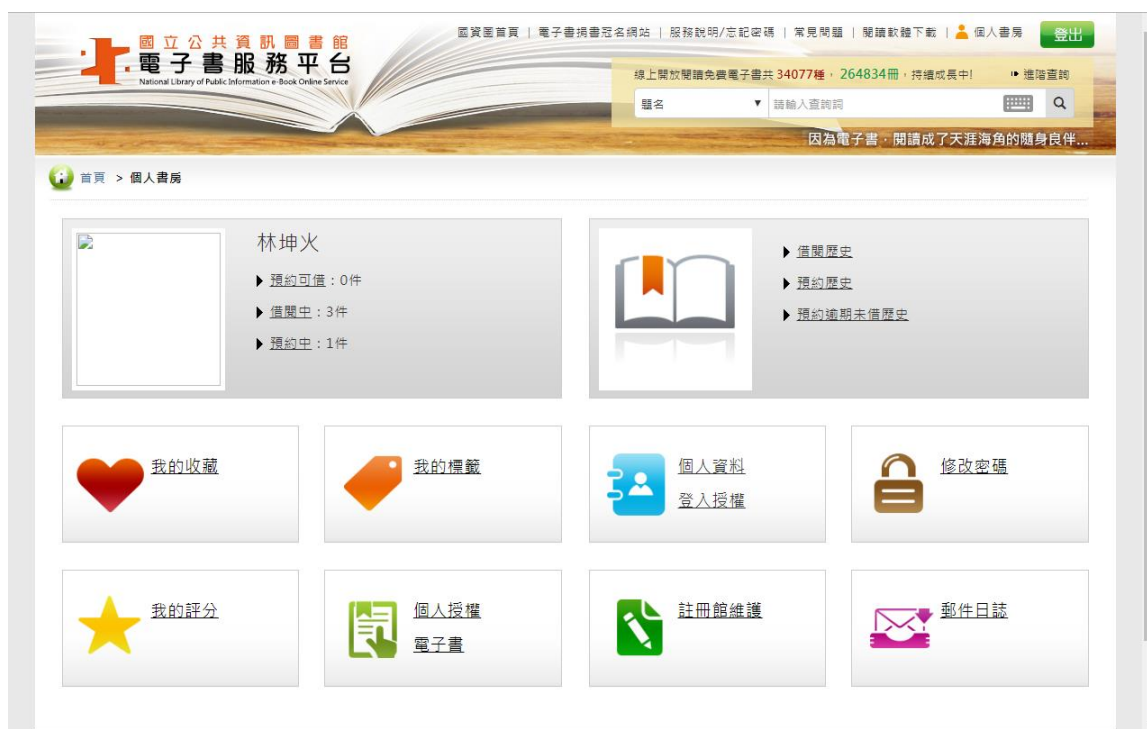 國資圖首頁 | 電子書捐書冠名網站 | 服務說明/忘記密碼 | 常見問題 | 閱讀軟體下載 | 個人書房 登出
國立公共資訊圖書館
電子書服務平台
National Library of Public Information e-Book Online Service
線上開放閱讀免費電子書共 34077種,264834冊,持續成長中! 進階查詢
題名 ▼ 請輸入查詢詞
因為電子書,閱讀成了天涯海角的隨身良伴...
首頁 > 個人書房
林坤火
預約可借:0件
借閱中:3件
預約中:1件
借閱歷史
預約歷史
預約逾期未借歷史
我的收藏
我的標籤
個人資料
登入授權
修改密碼
我的評分
個人授權
電子書
註冊館維護
郵件日誌